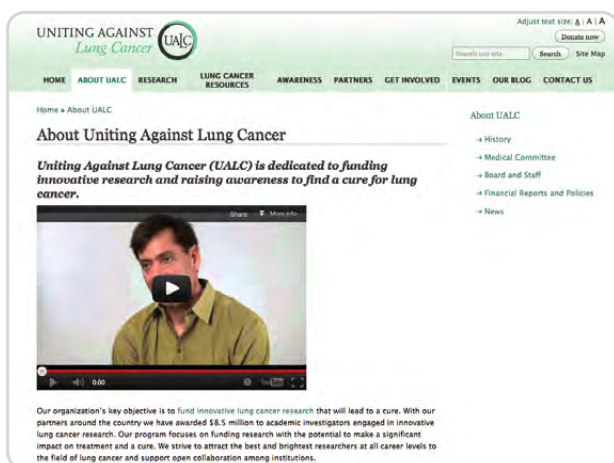 UNITING AGAINST
Lung Cancer
UALC
Adjust text size: A | A | A
Donate now
Search our site.
Search
Site Map
HOME
ABOUT UALC
RESEARCH
LUNG CANCER
RESOURCES
AWARENESS
PARTNERS
GET INVOLVED
EVENTS
OUR BLOG
CONTACT US
Home » About UALC
About Uniting Against Lung Cancer
Uniting Against Lung Cancer (UALC) is dedicated to funding
innovative research and raising awareness to find a cure for lung
cancer.
Share
More info
0:00
YouTube
Our organization's key objective is to fund innovative lung cancer research that will lead to a cure. With our
partners around the country we have awarded $8.5 million to academic investigators engaged in innovative
lung cancer research. Our program focuses on funding research with the potential to make a significant
impact on treatment and a cure. We strive to attract the best and brightest researchers at all career levels to
the field of lung cancer and support open collaboration among institutions.
About UALC
→ History
→ Medical Committee
→ Board and Staff
→ Financial Reports and Policies
→ News